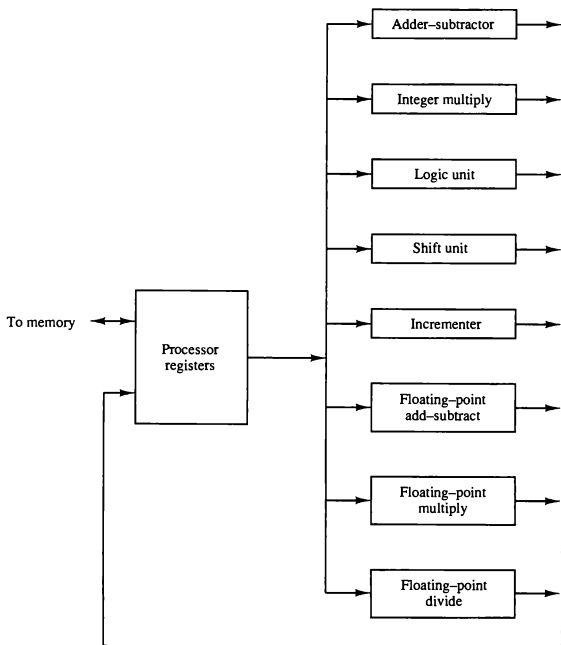 Adder–subtractor
Integer multiply
Logic unit
Shift unit
To memory
Processor
registers
Incrementer
Floating–point
add–subtract
Floating–point
multiply
Floating–point
divide